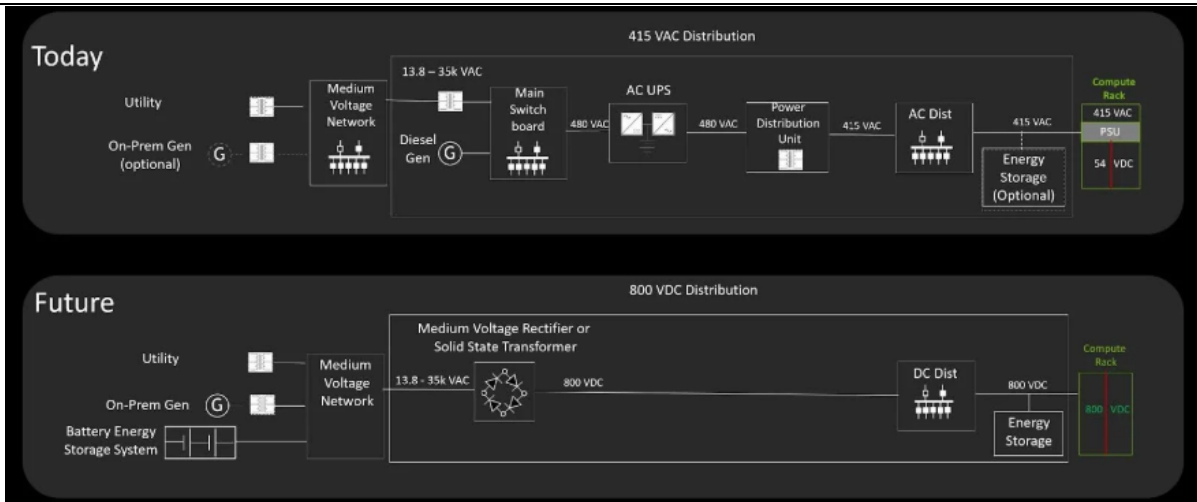 415 VAC Distribution
Today
13.8 – 35k VAC
Utility
Medium
Voltage
Network
Main
Switch
board
AC UPS
Power
Distribution
Unit
AC Dist
Compute
Rack
415 VAC
PSU
54 VDC
480 VAC
480 VAC
415 VAC
415 VAC
On-Prem Gen
(optional)
G
Diesel
Gen
G
Energy
Storage
(Optional)
800 VDC Distribution
Future
Medium Voltage Rectifier or
Solid State Transformer
Utility
Medium
Voltage
Network
13.8 - 35k VAC
800 VDC
DC Dist
800 VDC
Compute
Rack
800 VDC
On-Prem Gen
G
Battery Energy
Storage System
Energy
Storage